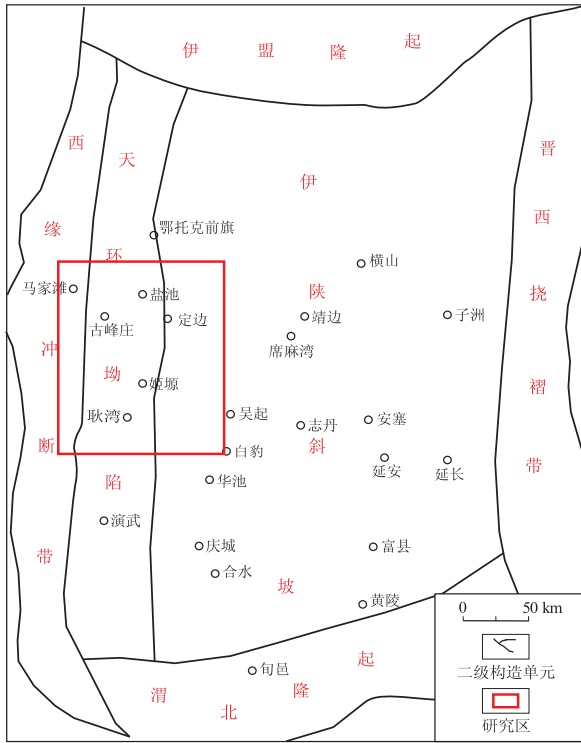 伊盟隆起
西缘冲断带
天环坳陷
伊陕斜坡
晋西挠褶带
渭北隆起
鄂托克前旗
横山
马家滩
盐池
古峰庄
定边
靖边
子洲
席麻湾
姬塬
耿湾
吴起
志丹
安塞
白豹
延安
延长
华池
演武
庆城
富县
合水
黄陵
旬邑
0 50 km
二级构造单元
研究区